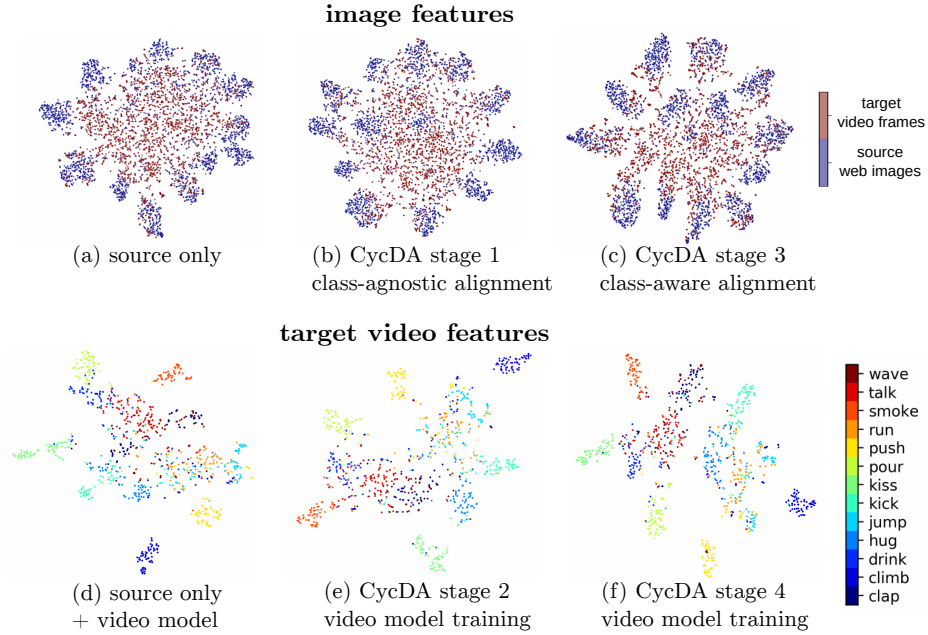 image features
target
video frames
source
web images
(a) source only
(b) CycDA stage 1
class-agnostic alignment
(c) CycDA stage 3
class-aware alignment
target video features
wave
talk
smoke
run
push
pour
kiss
kick
jump
hug
drink
climb
clap
(d) source only
+ video model
(e) CycDA stage 2
video model training
(f) CycDA stage 4
video model training